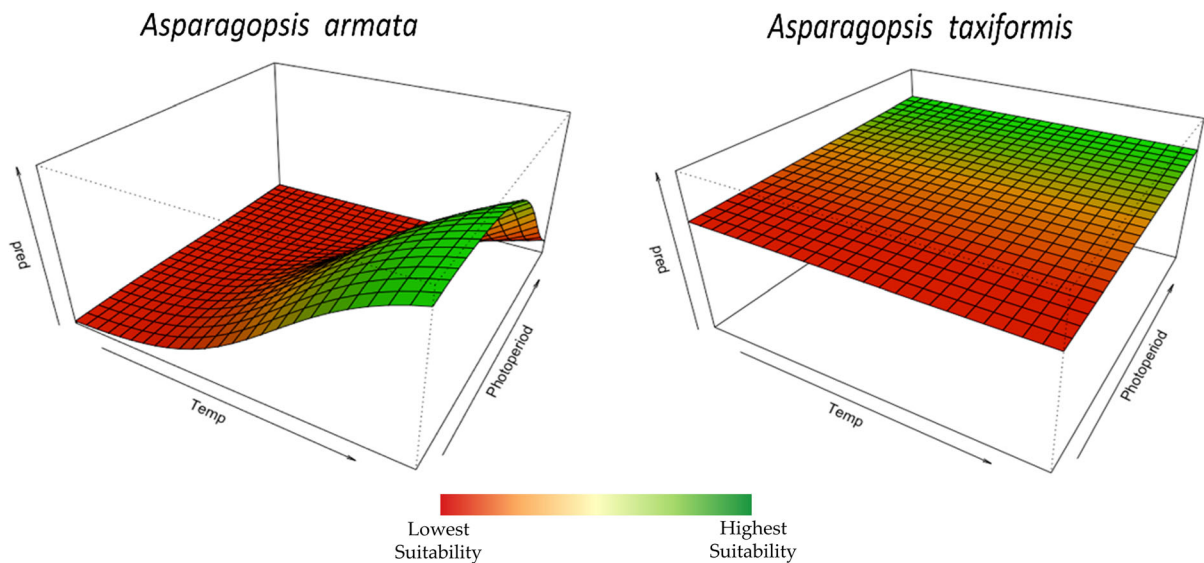 Asparagopsis armata
Asparagopsis taxiformis
pred
Temp
Photoperiod
pred
Temp
Photoperiod
Lowest
Suitability
Highest
Suitability